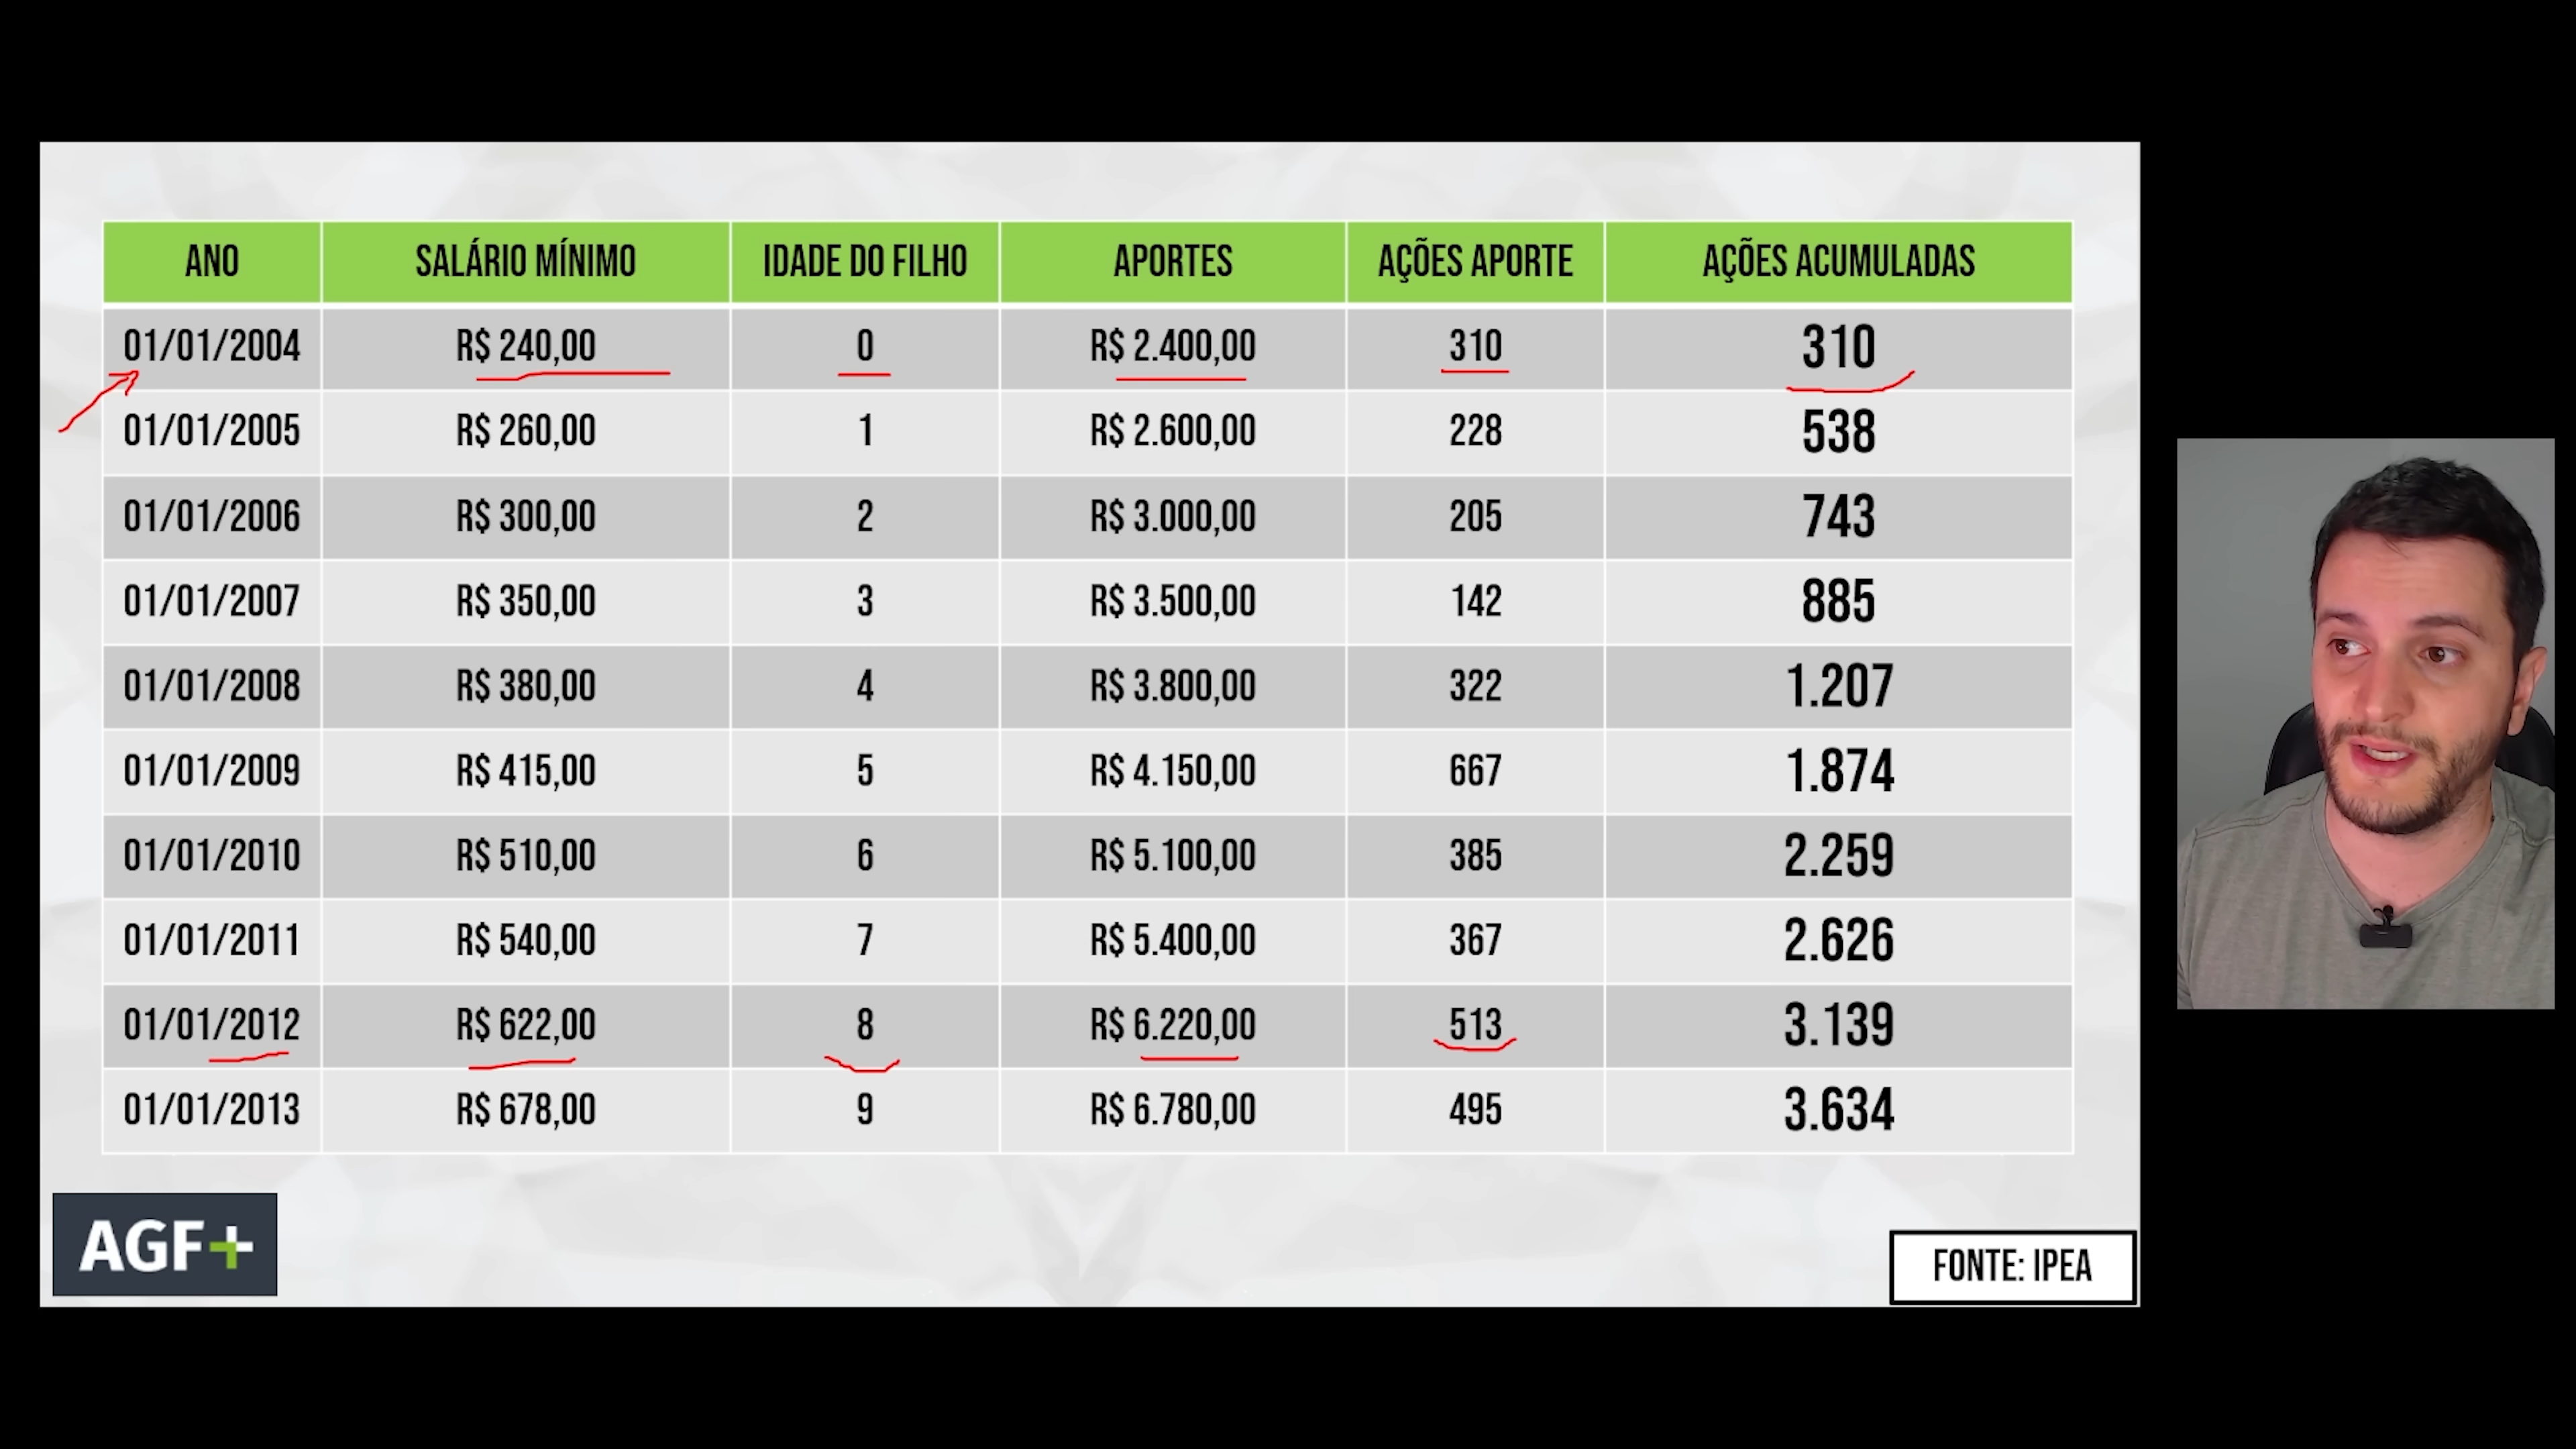 ANO SALÁRIO MÍNIMO IDADE DO FILHO APORTES AÇÕES APORTE AÇÕES ACUMULADAS
01/01/2004 R$ 240,00 0 R$ 2.400,00 310 310
01/01/2005 R$ 260,00 1 R$ 2.600,00 228 538
01/01/2006 R$ 300,00 2 R$ 3.000,00 205 743
01/01/2007 R$ 350,00 3 R$ 3.500,00 142 885
01/01/2008 R$ 380,00 4 R$ 3.800,00 322 1.207
01/01/2009 R$ 415,00 5 R$ 4.150,00 667 1.874
01/01/2010 R$ 510,00 6 R$ 5.100,00 385 2.259
01/01/2011 R$ 540,00 7 R$ 5.400,00 367 2.626
01/01/2012 R$ 622,00 8 R$ 6.220,00 513 3.139
01/01/2013 R$ 678,00 9 R$ 6.780,00 495 3.634
AGF+
FONTE: IPEA